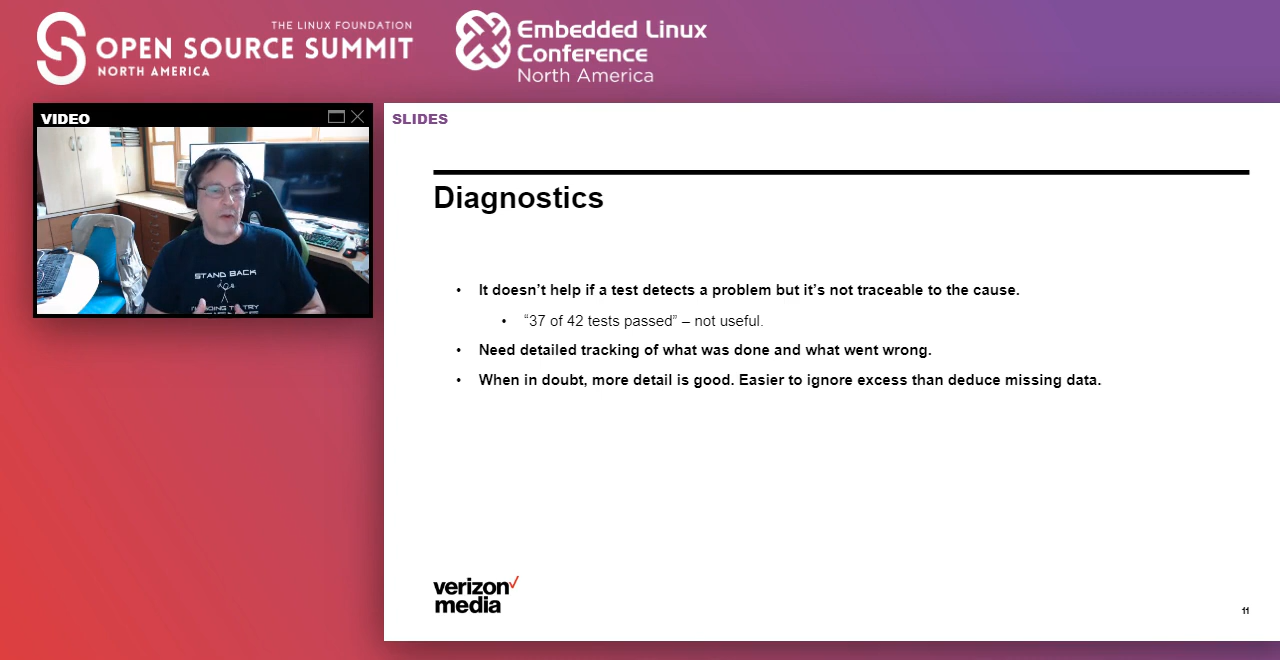 THE LINUX FOUNDATION
OPEN SOURCE SUMMIT
NORTH AMERICA
Embedded Linux
Conference
North America
VIDEO
SLIDES
STAND BACK
I'M GOING TO TRY
Diagnostics
• It doesn’t help if a test detects a problem but it’s not traceable to the cause.
• “37 of 42 tests passed” – not useful.
• Need detailed tracking of what was done and what went wrong.
• When in doubt, more detail is good. Easier to ignore excess than deduce missing data.
verizon✓
media
11